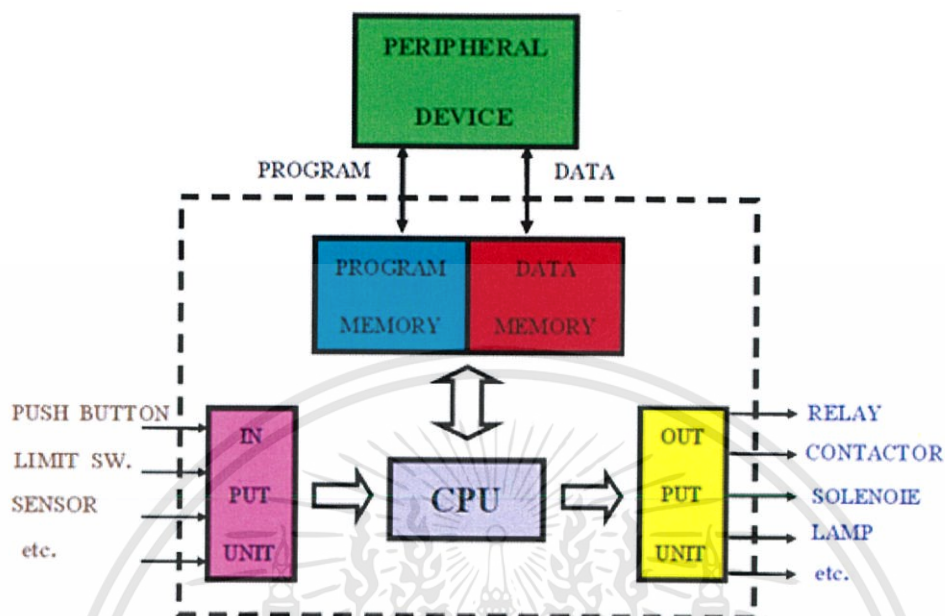 PERIPHERAL
DEVICE
PROGRAM
DATA
PROGRAM
MEMORY
DATA
MEMORY
PUSH BUTTON
LIMIT SW.
SENSOR
etc.
IN
PUT
UNIT
CPU
OUT
PUT
UNIT
RELAY
CONTACTOR
SOLENOIE
LAMP
etc.